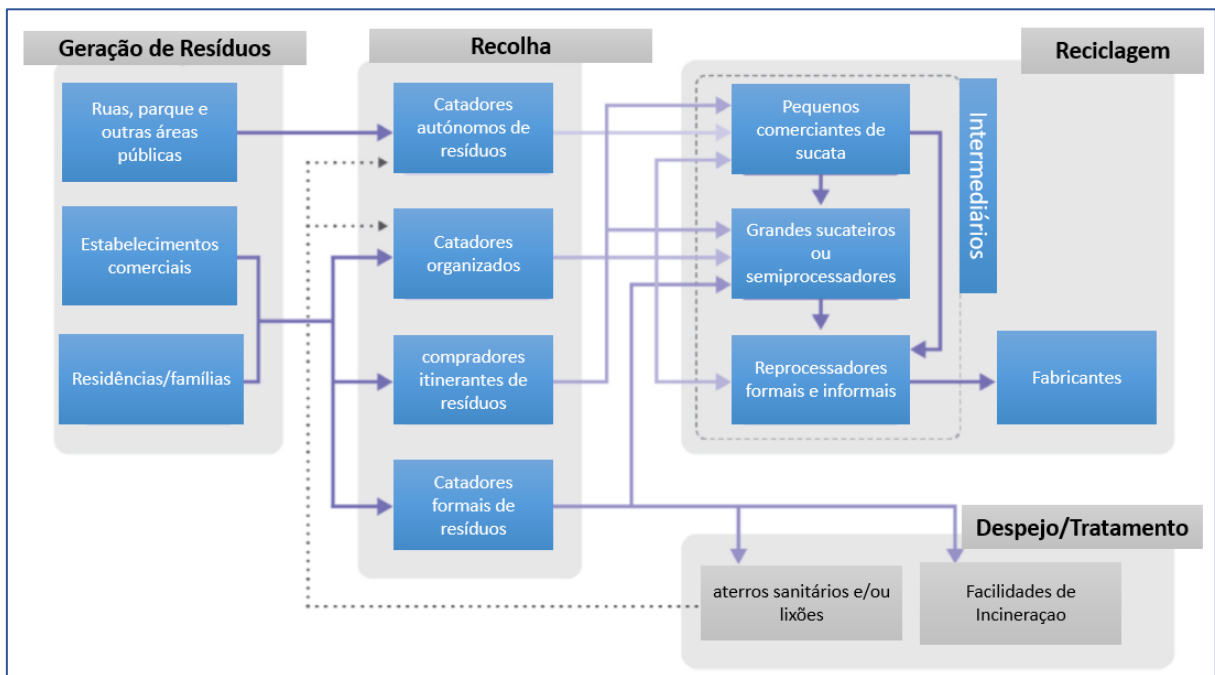 Geração de Resíduos
Ruas, parque e
outras áreas
públicas
Estabelecimentos
comerciais
Residências/famílias
Recolha
Catadores
autónomos de
resíduos
Catadores
organizados
compradores
itinerantes de
resíduos
Catadores
formais de
resíduos
Reciclagem
Intermediários
Pequenos
comerciantes de
sucata
Grandes sucateiros
ou
semiprocessadores
Reprocessadores
formais e informais
Fabricantes
Despejo/Tratamento
aterros sanitários e/ou
lixões
Facilidades de
Incineraçao